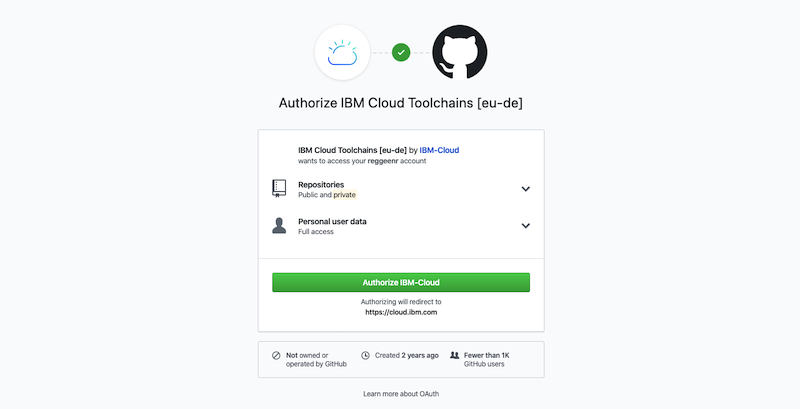 Authorize IBM Cloud Toolchains [eu-de]
IBM Cloud Toolchains [eu-de] by IBM-Cloud
wants to access your reggeenr account
Repositories
Public and private
Personal user data
Full access
Authorize IBM-Cloud
Authorizing will redirect to
https://cloud.ibm.com
Not owned or
operated by GitHub
Created 2 years ago
Fewer than 1K
GitHub users
Learn more about OAuth